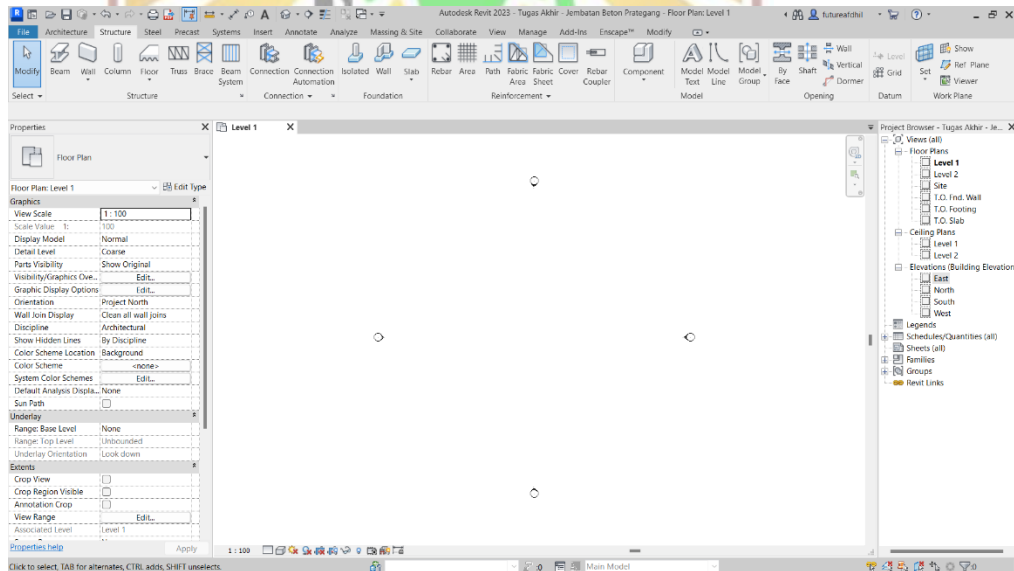 Autodesk Revit 2023 - Tugas Akhir - Jembatan Beton Prategang - Floor Plan: Level 1
futureafdhil
File Architecture Structure Steel Precast Systems Insert Annotate Analyze Massing & Site Collaborate View Manage Add-Ins Enscape™ Modify
Modify Beam Wall Column Floor Truss Brace Beam System Connection Connection Automation Isolated Wall Slab Rebar Area Path Fabric Area Fabric Sheet Cover Rebar Coupler Component Model Text Model Line Model Group By Face Shaft Wall Vertical Dormer Level Grid Set Show Ref Plane Viewer
Select Structure Connection Foundation Reinforcement Model Opening Datum Work Plane
Properties
Floor Plan
Floor Plan: Level 1 Edit Type
Graphics
View Scale 1 : 100
Scale Value 1: 100
Display Model Normal
Detail Level Coarse
Parts Visibility Show Original
Visibility/Graphics Ove... Edit...
Graphic Display Options Edit...
Orientation Project North
Wall Join Display Clean all wall joins
Discipline Architectural
Show Hidden Lines By Discipline
Color Scheme Location Background
Color Scheme <none>
System Color Schemes Edit...
Default Analysis Displa... None
Sun Path
Underlay
Range: Base Level None
Range: Top Level Unbounded
Underlay Orientation Look down
Extents
Crop View
Crop Region Visible
Annotation Crop
View Range Edit...
Associated Level Level 1
Properties help Apply
Level 1
1 : 100
Project Browser - Tugas Akhir - Je...
Views (all)
Floor Plans
Level 1
Level 2
Site
T.O. Fnd. Wall
T.O. Footing
T.O. Slab
Ceiling Plans
Level 1
Level 2
Elevations (Building Elevation
East
North
South
West
Legends
Schedules/Quantities (all)
Sheets (all)
Families
Groups
Revit Links
Click to select, TAB for alternates, CTRL adds, SHIFT unselects.
:0 Main Model
:0